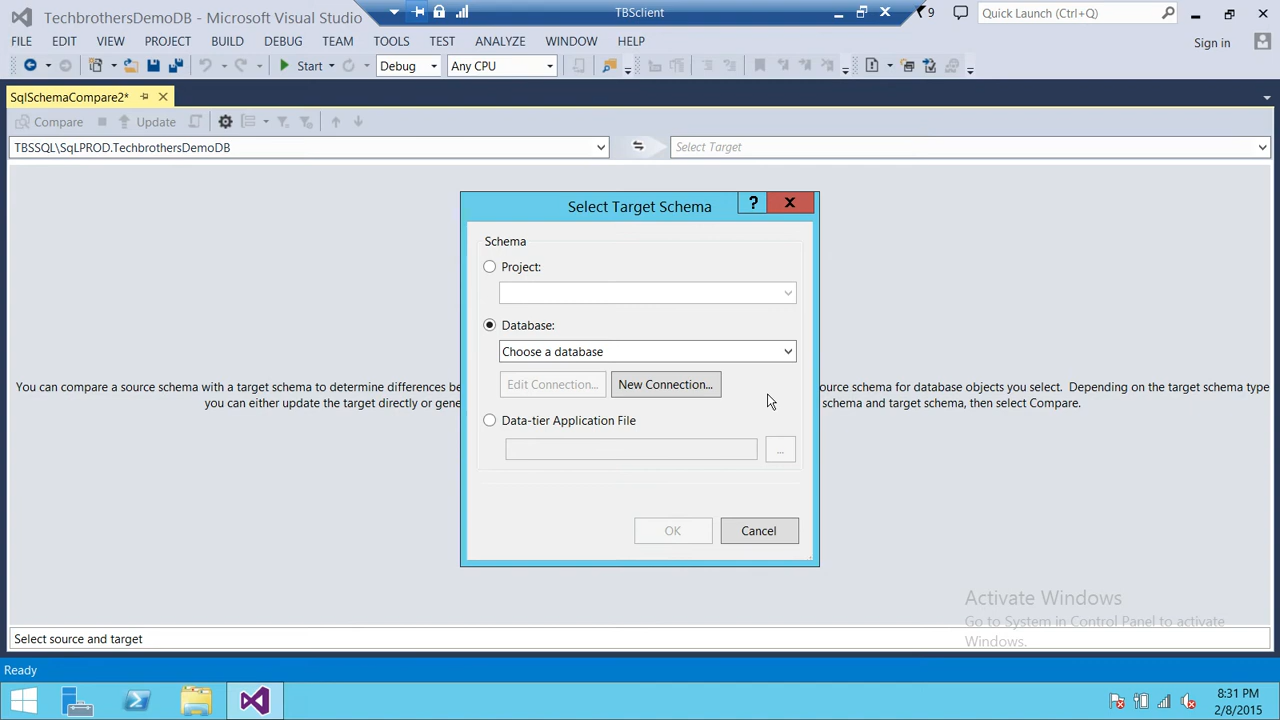 TechbrothersDemoDB - Microsoft Visual Studio
TBSclient
9
Quick Launch (Ctrl+Q)
FILE EDIT VIEW PROJECT BUILD DEBUG TEAM TOOLS TEST ANALYZE WINDOW HELP
Sign in
Start Debug Any CPU
SqlSchemaCompare2*
Compare Update
TBSSQL\SqLPROD.TechbrothersDemoDB
Select Target
Select Target Schema
?
Schema
Project:
Database:
Choose a database
Edit Connection... New Connection...
You can compare a source schema with a target schema to determine differences be
ource schema for database objects you select. Depending on the target schema type
you can either update the target directly or gene
schema and target schema, then select Compare.
Data-tier Application File
...
OK Cancel
Activate Windows
Go to System in Control Panel to activate
Windows.
Select source and target
Ready
8:31 PM
2/8/2015